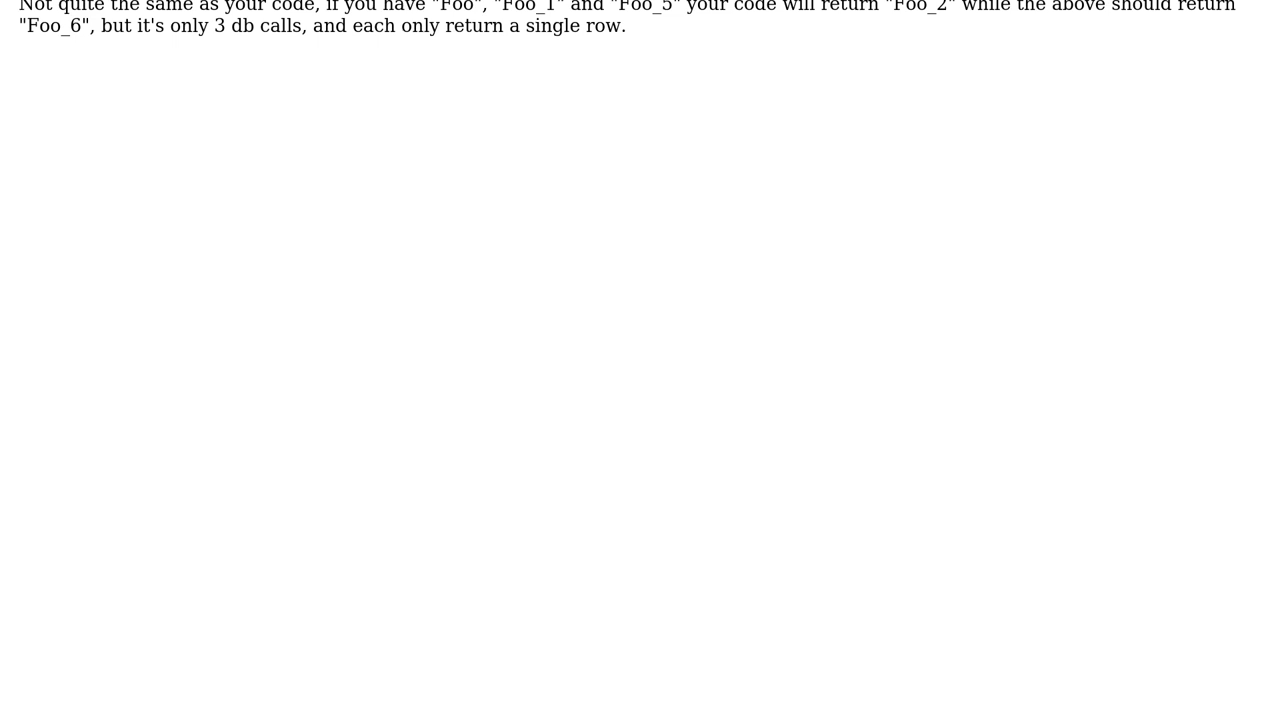 Not quite the same as your code, if you have "Foo", "Foo_1" and "Foo_5" your code will return "Foo_2" while the above should return
"Foo_6", but it's only 3 db calls, and each only return a single row.